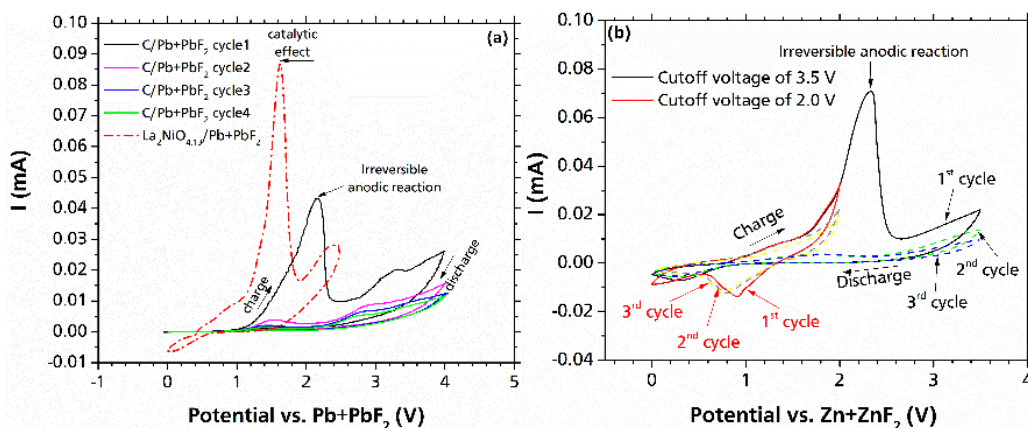 (a)
C/Pb+PbF₂ cycle1
C/Pb+PbF₂ cycle2
C/Pb+PbF₂ cycle3
C/Pb+PbF₂ cycle4
La₂NiO₄.₁₃/Pb+PbF₂
catalytic
effect
Irreversible
anodic reaction
charge
discharge
0.10
0.09
0.08
0.07
0.06
0.05
0.04
0.03
0.02
0.01
0.00
-0.01
I (mA)
-1
0
1
2
3
4
5
Potential vs. Pb+PbF₂ (V)
(b)
Irreversible anodic reaction
Cutoff voltage of 3.5 V
Cutoff voltage of 2.0 V
Charge
1st cycle
Discharge
2nd cycle
3rd cycle
3rd cycle
2nd cycle
1st cycle
0.10
0.08
0.06
0.04
0.02
0.00
-0.02
-0.04
I (mA)
0
1
2
3
4
Potential vs. Zn+ZnF₂ (V)